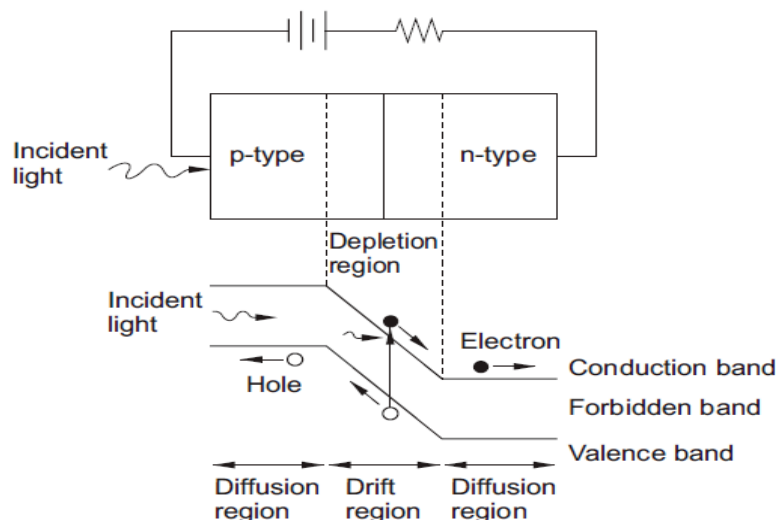 Incident
light
p-type
n-type
Depletion
region
Incident
light
Electron
Hole
Conduction band
Forbidden band
Valence band
Diffusion
region
Drift
region
Diffusion
region